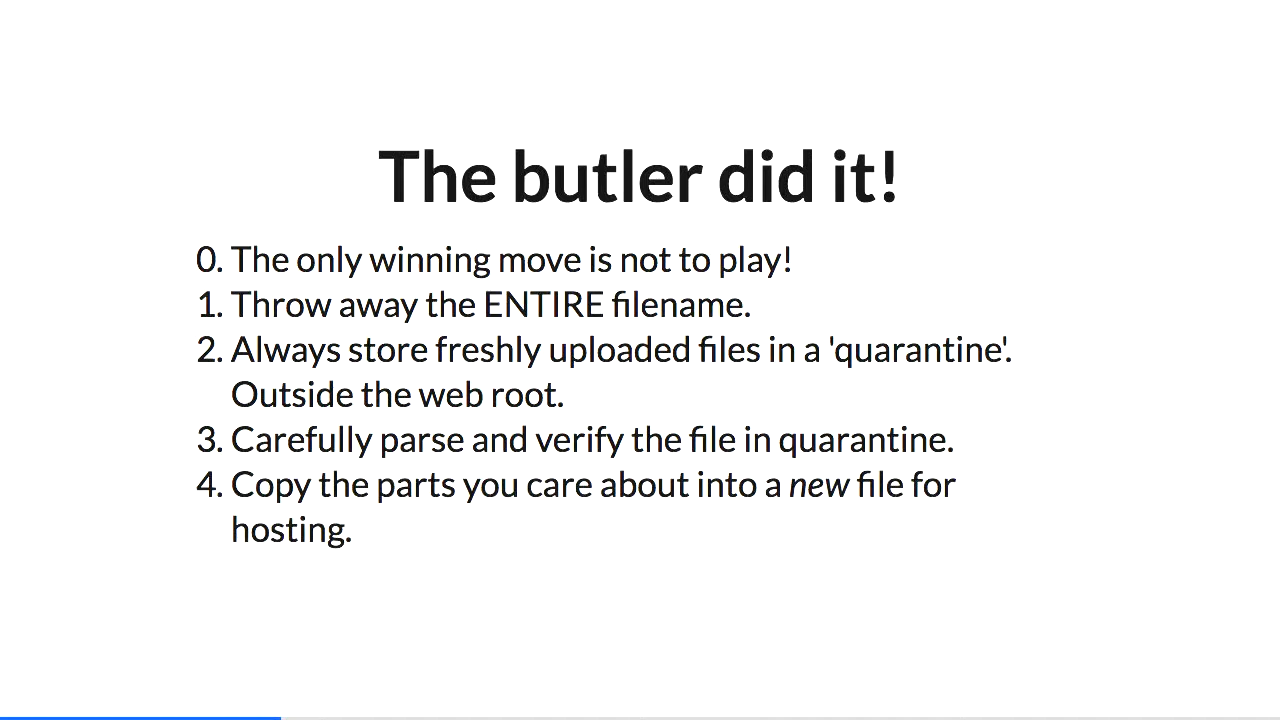 The butler did it!
0. The only winning move is not to play!
1. Throw away the ENTIRE filename.
2. Always store freshly uploaded files in a 'quarantine'.
Outside the web root.
3. Carefully parse and verify the file in quarantine.
4. Copy the parts you care about into a new file for
hosting.